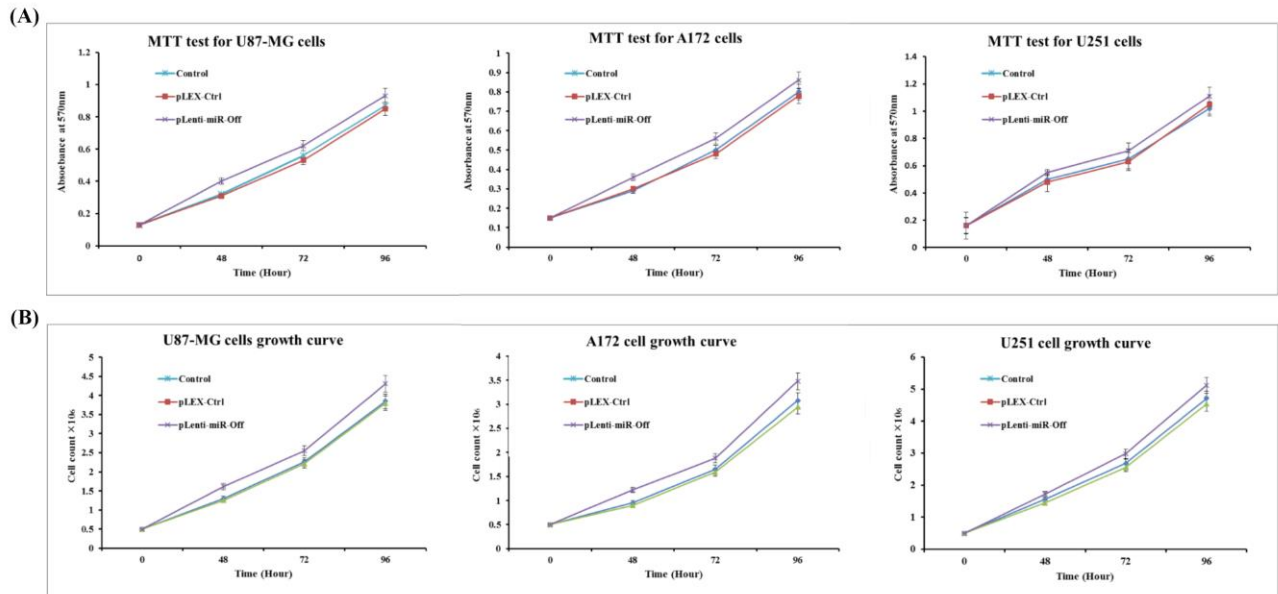 (A)
MTT test for U87-MG cells
Absoebance at 570nm
1.2
1
0.8
0.6
0.4
0.2
0
Control
pLEX-Ctrl
pLenti-miR-Off
0 48 72 96
Time (Hour)
MTT test for A172 cells
Absorbance at 570nm
1
0.9
0.8
0.7
0.6
0.5
0.4
0.3
0.2
0.1
0
Control
pLEX-Ctrl
pLenti-miR-Off
0 48 72 96
Time (Hour)
MTT test for U251 cells
Absorbance at 570nm
1.2
1.0
0.8
0.6
0.4
0.2
0
Control
pLEX-Ctrl
pLenti-miR-Off
0 48 72 96
Time (Hour)
(B)
U87-MG cells growth curve
Cell count ×106
5
4.5
4
3.5
3
2.5
2
1.5
1
0.5
0
Control
pLEX-Ctrl
pLenti-miR-Off
0 48 72 96
Time (Hour)
A172 cell growth curve
Cell count ×106
4
3.5
3
2.5
2
1.5
1
0.5
0
Control
pLEX-Ctrl
pLenti-miR-Off
0 48 72 96
Time (Hour)
U251 cell growth curve
Cell count ×106
6
5
4
3
2
1
0
Control
pLEX-Ctrl
pLenti-miR-Off
0 48 72 96
Time (Hour)